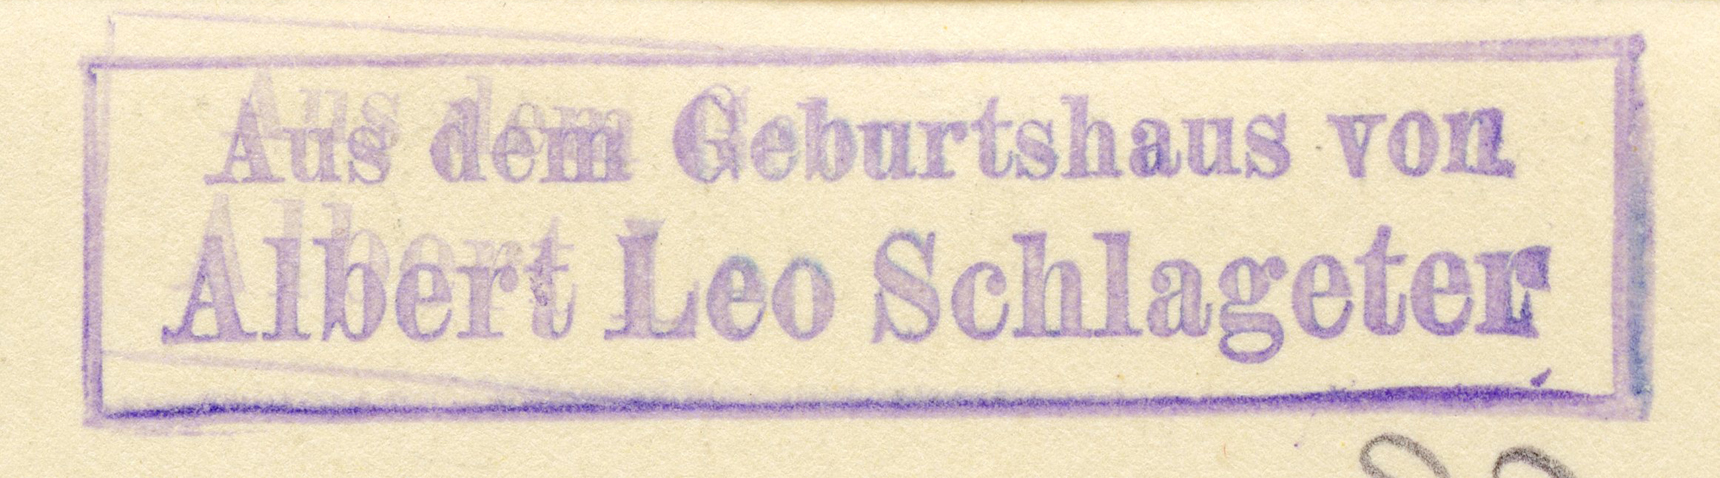 Aus dem Geburtshaus von
Albert Leo Schlageter